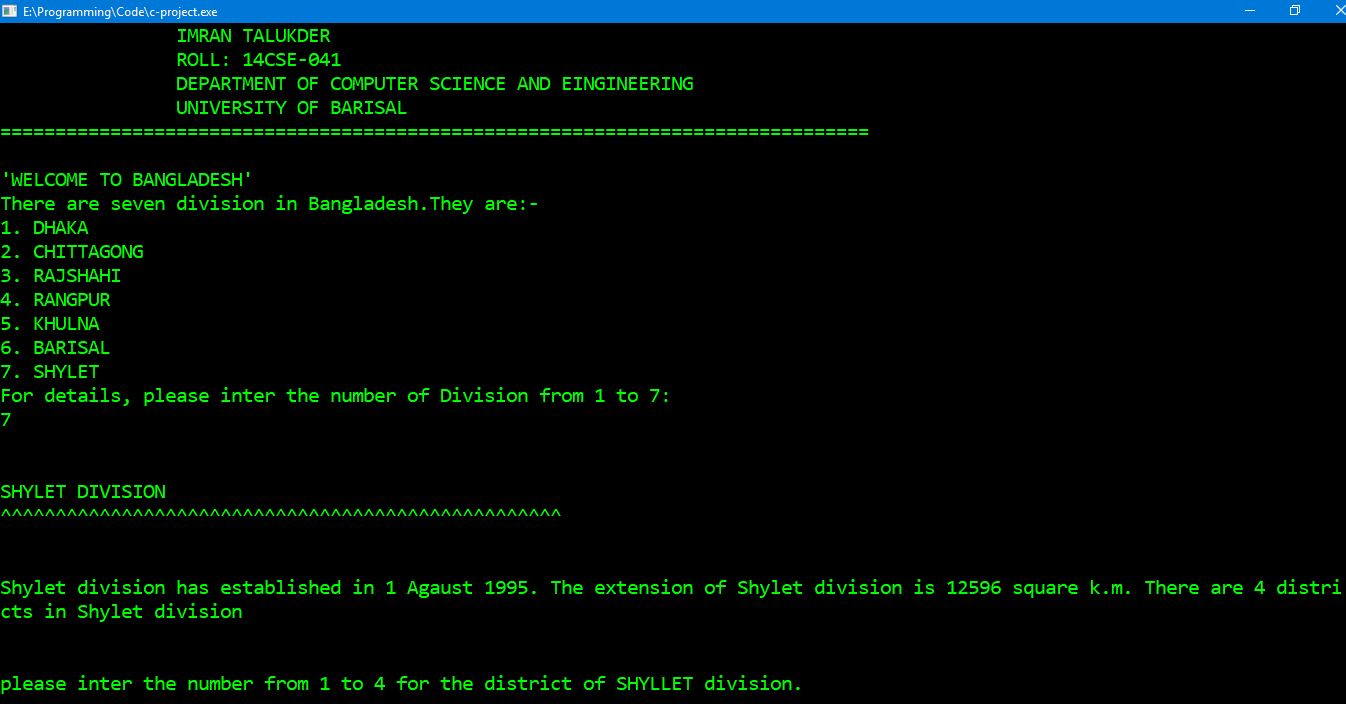 E:\Programming\Code\c-project.exe
IMRAN TALUKDER
ROLL: 14CSE-041
DEPARTMENT OF COMPUTER SCIENCE AND EINGINEERING
UNIVERSITY OF BARISAL
===============================================================================
'WELCOME TO BANGLADESH'
There are seven division in Bangladesh.They are:-
1. DHAKA
2. CHITTAGONG
3. RAJSHAHI
4. RANGPUR
5. KHULNA
6. BARISAL
7. SHYLET
For details, please inter the number of Division from 1 to 7:
7
SHYLET DIVISION
^^^^^^^^^^^^^^^^^^^^^^^^^^^^^^^^^^^^^^^^^^^^^^^^^^^
Shylet division has established in 1 Agaust 1995. The extension of Shylet division is 12596 square k.m. There are 4 distri
cts in Shylet division
please inter the number from 1 to 4 for the district of SHYLLET division.